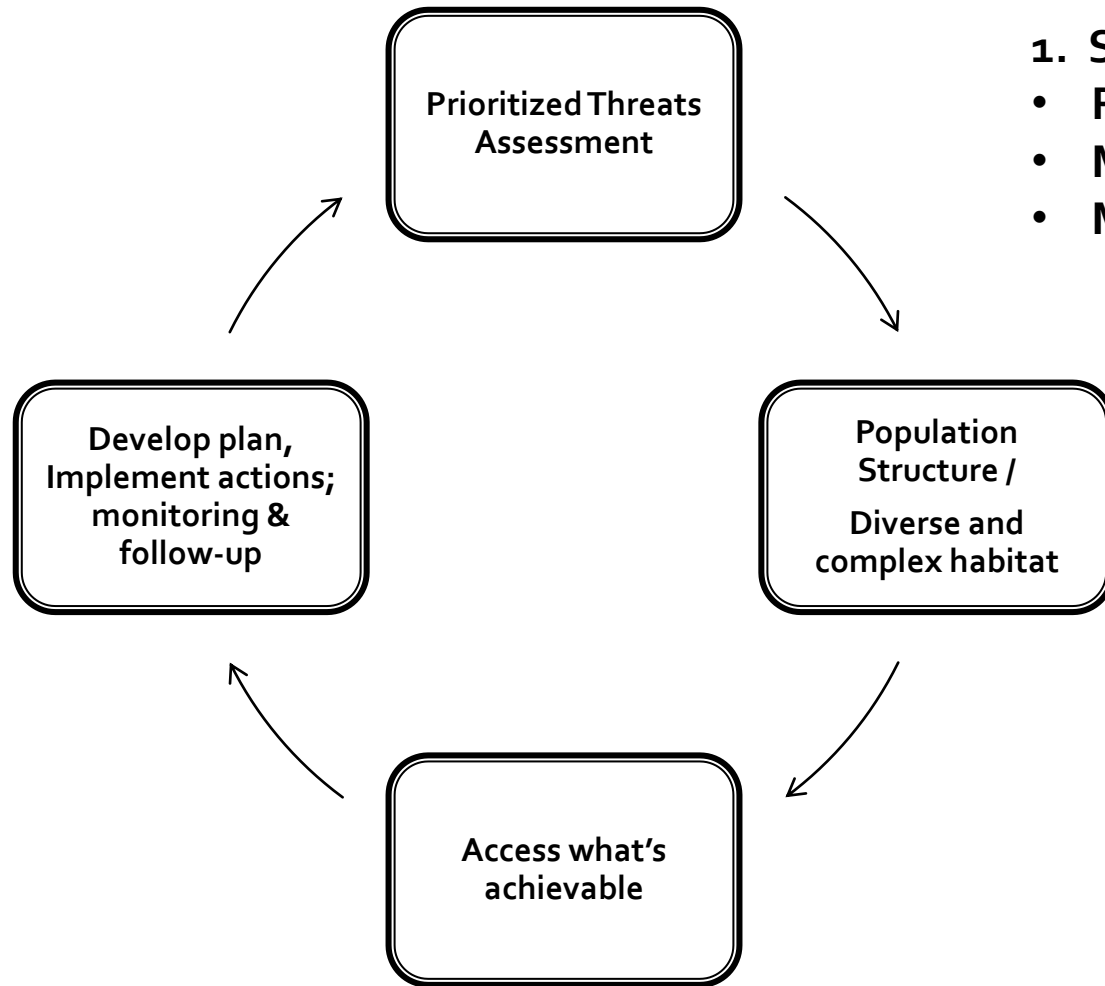 Prioritized Threats
Assessment
1. S
•
•
•
Develop plan,
Implement actions;
monitoring &
follow-up
Population
Structure /
Diverse and
complex habitat
Access what's
achievable